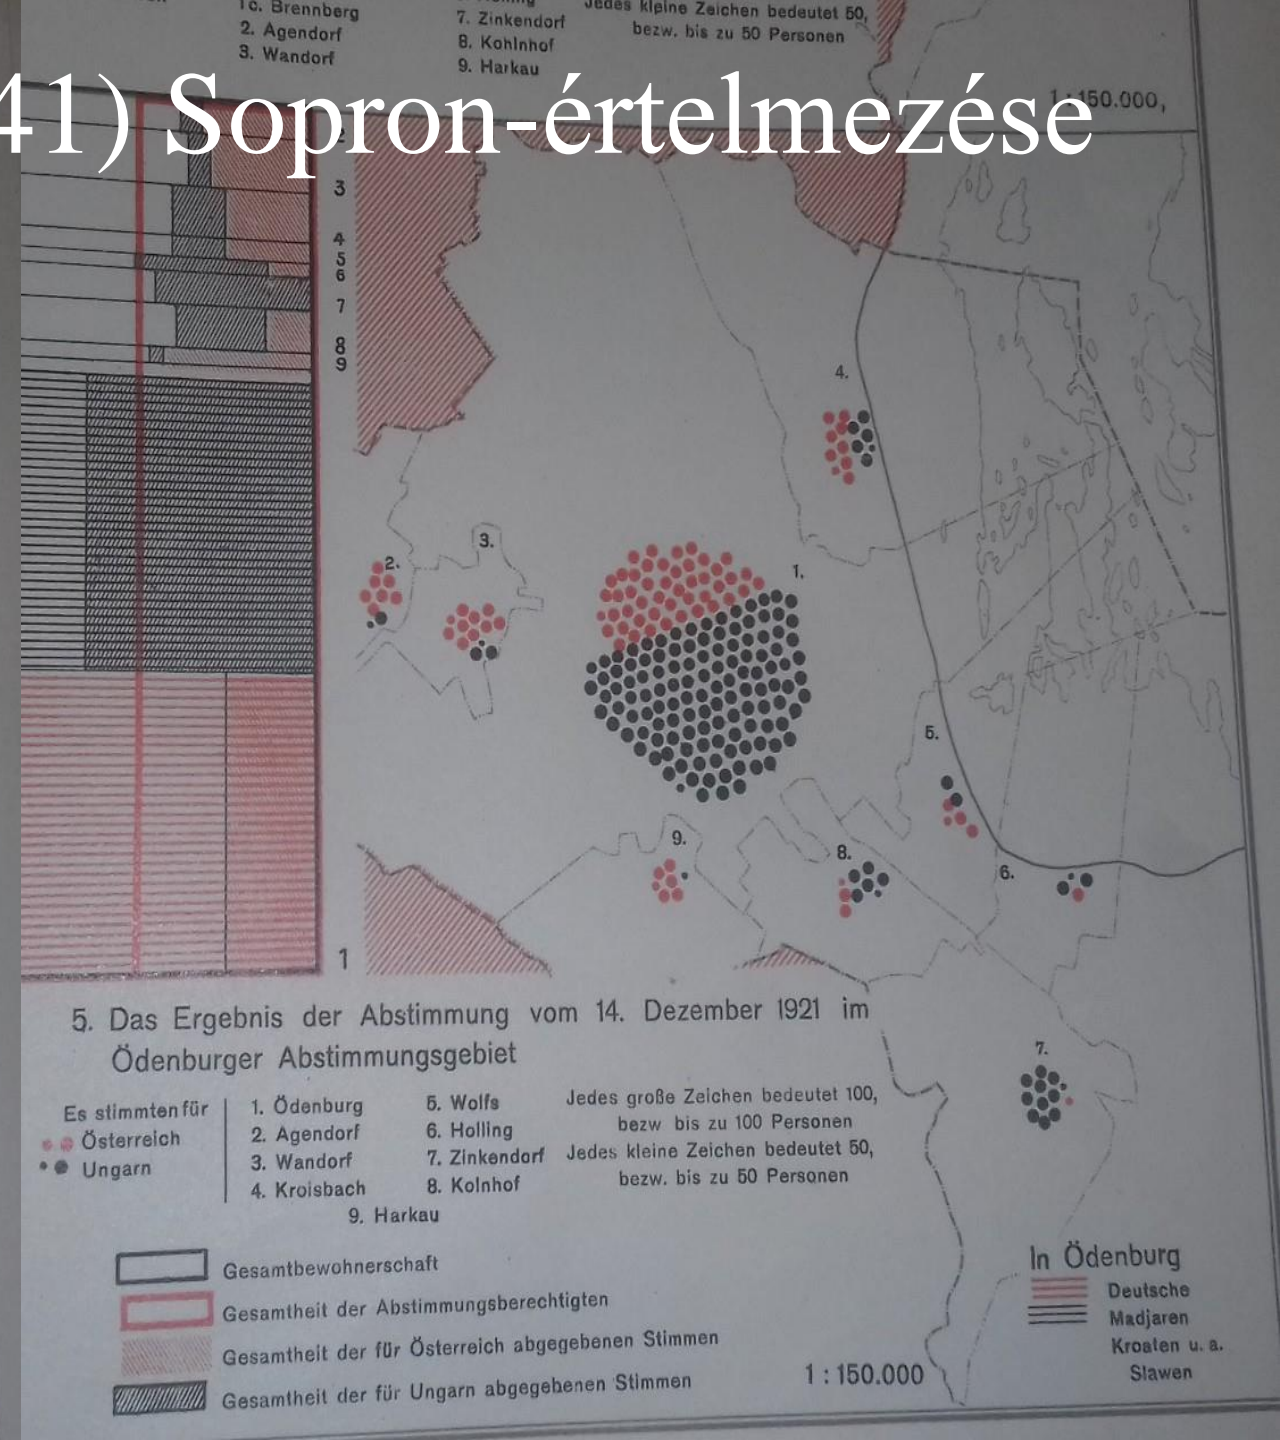 1c. Brennberg
2. Agendorf
3. Wandorf
7. Zinkendorf
8. Kohlnhof
9. Harkau
Jedes kleine Zeichen bedeutet 50,
bezw. bis zu 50 Personen
1:150.000,
41) Sopron-értelmezése
2
3
4
5
6
7
8
9
1
4.
2.
3.
1.
5.
9.
8.
6.
7.
5. Das Ergebnis der Abstimmung vom 14. Dezember 1921 im
Ödenburger Abstimmungsgebiet
Es stimmten für
Österreich
Ungarn
1. Ödenburg
2. Agendorf
3. Wandorf
4. Kroisbach
5. Wolfs
6. Holling
7. Zinkendorf
8. Kolnhof
9. Harkau
Jedes große Zeichen bedeutet 100,
bezw bis zu 100 Personen
Jedes kleine Zeichen bedeutet 50,
bezw. bis zu 50 Personen
Gesamtbewohnerschaft
Gesamtheit der Abstimmungsberechtigten
Gesamtheit der für Österreich abgegebenen Stimmen
Gesamtheit der für Ungarn abgegebenen Stimmen
1:150.000
In Ödenburg
Deutsche
Madjaren
Kroaten u. a.
Slawen